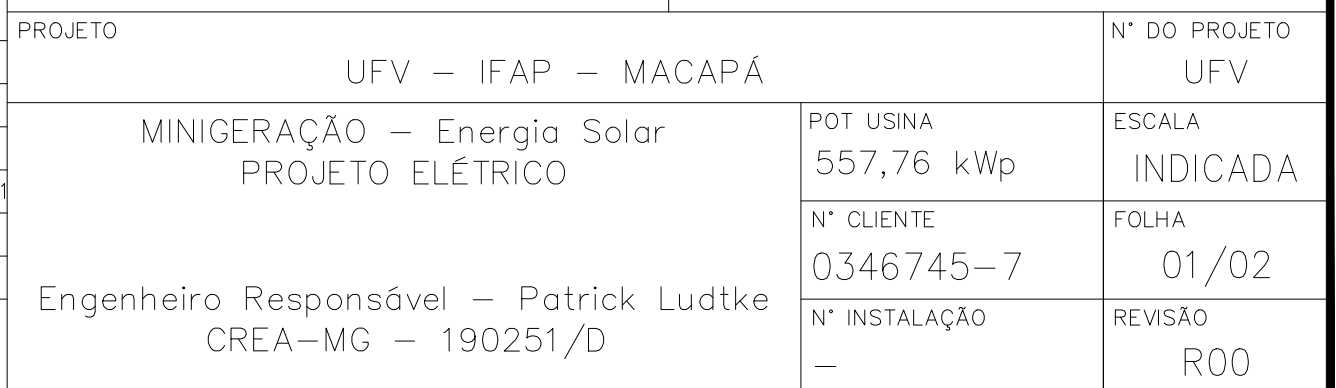 PROJETO
UFV – IFAP – MACAPÁ
N° DO PROJETO
UFV
MINIGERAÇÃO – Energia Solar
PROJETO ELÉTRICO
Engenheiro Responsável – Patrick Ludtke
CREA–MG – 190251/D
POT USINA
557,76 kWp
ESCALA
INDICADA
N° CLIENTE
0346745–7
FOLHA
01/02
N° INSTALAÇÃO
–
REVISÃO
R00
1